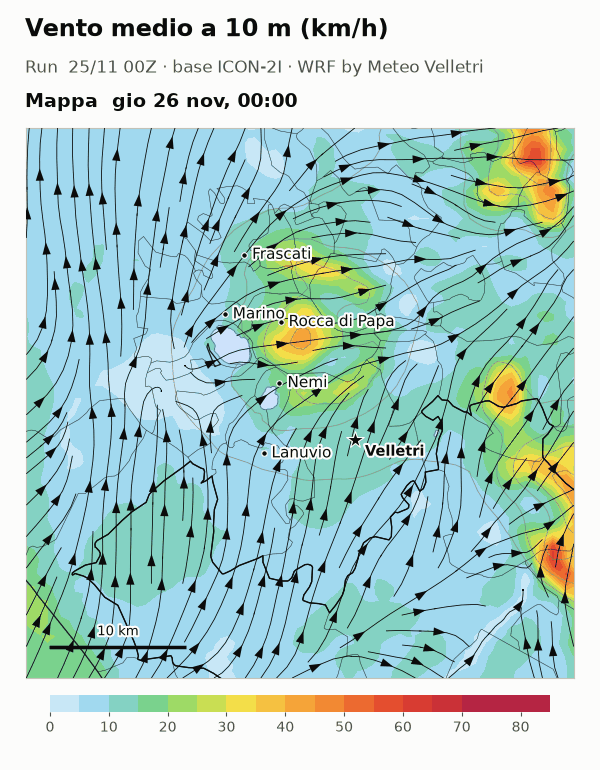 Vento medio a 10 m (km/h)
Run  25/11 00Z · base ICON-2I · WRF by Meteo Velletri
Mappa  gio 26 nov, 00:00
Frascati
Marino
Rocca di Papa
Nemi
Velletri
Lanuvio
10 km
0 10 20 30 40 50 60 70 80